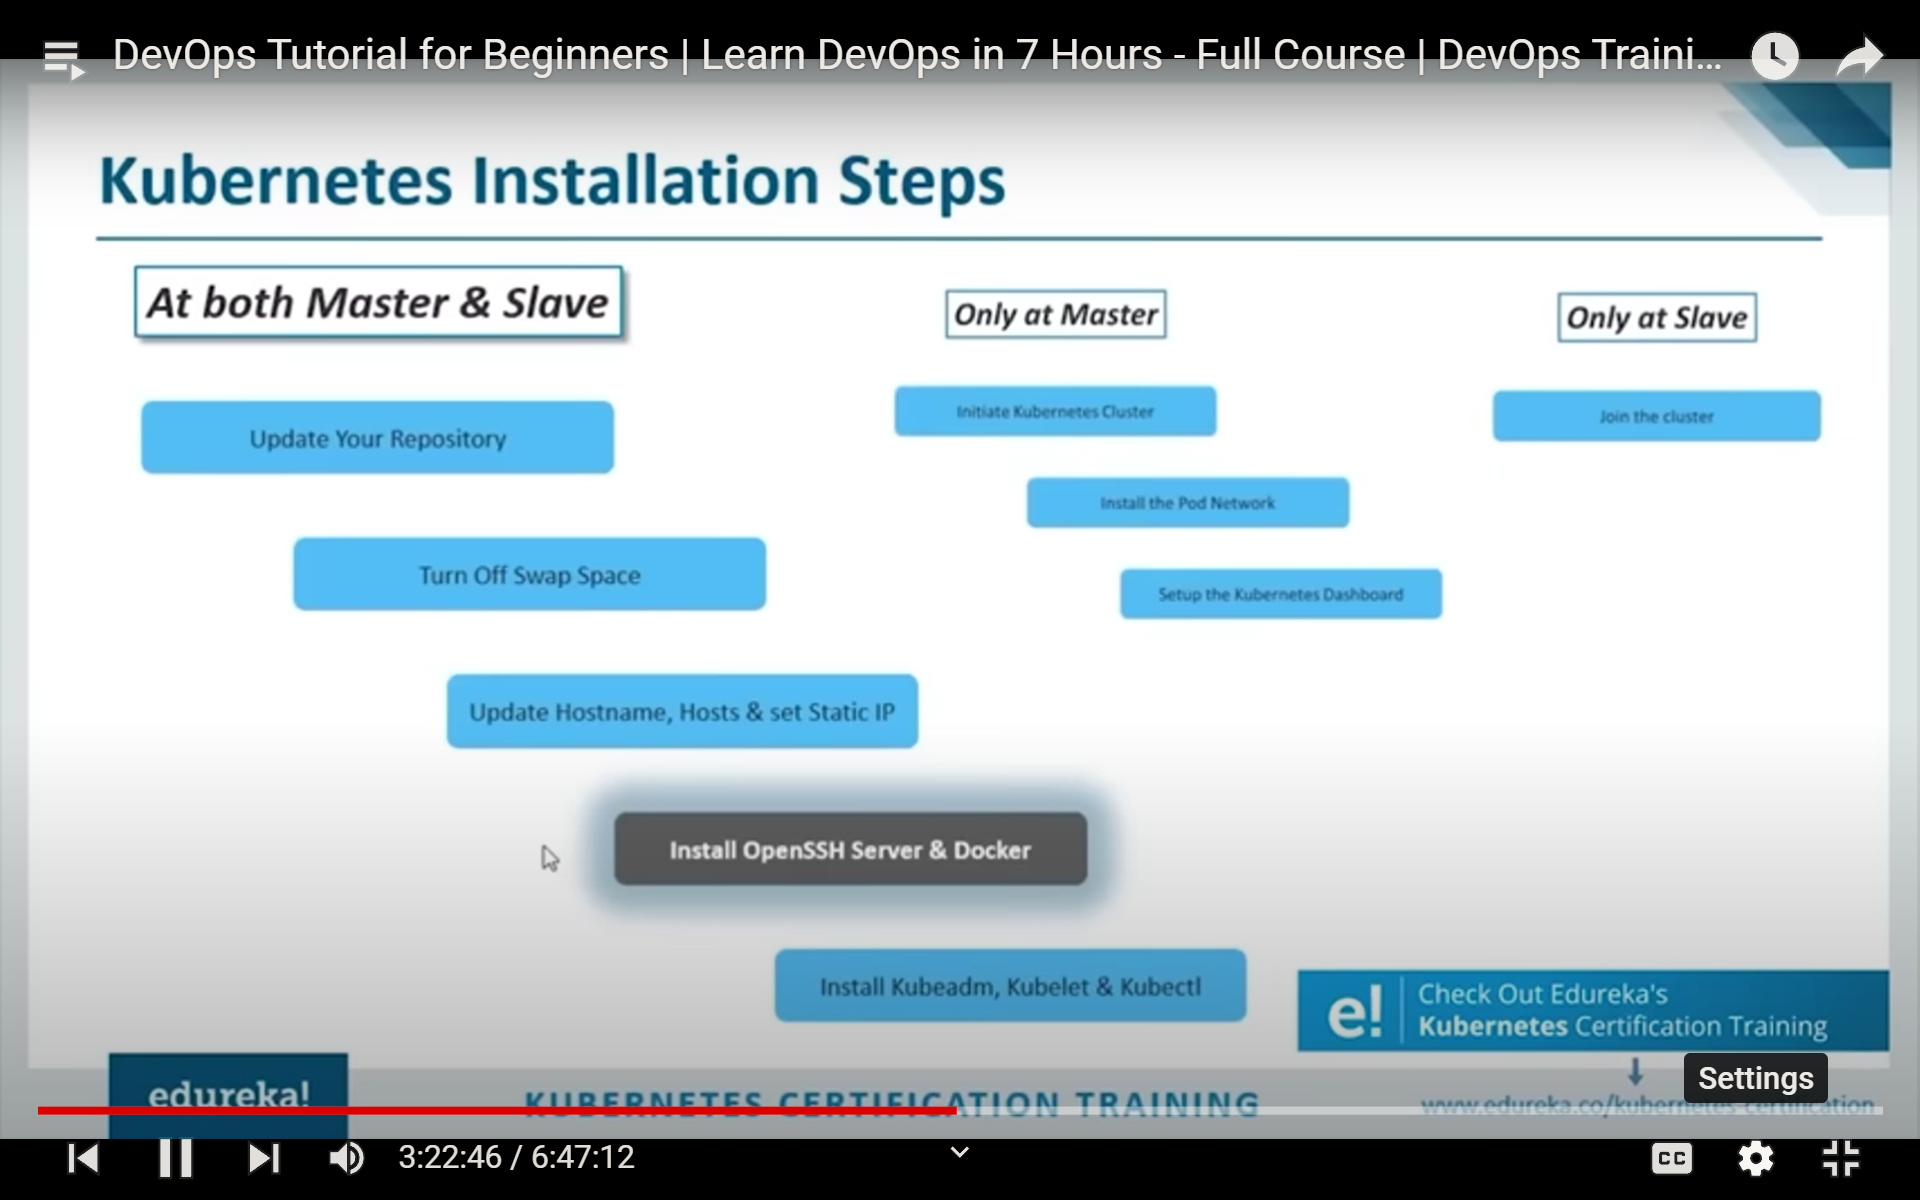 DevOps Tutorial for Beginners | Learn DevOps in 7 Hours - Full Course | DevOps Traini...
Kubernetes Installation Steps
At both Master & Slave
Only at Master
Only at Slave
Update Your Repository
Initiate Kubernetes Cluster
Join the cluster
Install the Pod Network
Turn Off Swap Space
Setup the Kubernetes Dashboard
Update Hostname, Hosts & set Static IP
Install OpenSSH Server & Docker
Install Kubeadm, Kubelet & Kubectl
e!
Check Out Edureka's
Kubernetes Certification Training
Settings
edureka!
KUBERNETES CERTIFICATION TRAINING
www.edureka.co/kubernetes-certification
3:22:46 / 6:47:12
CC